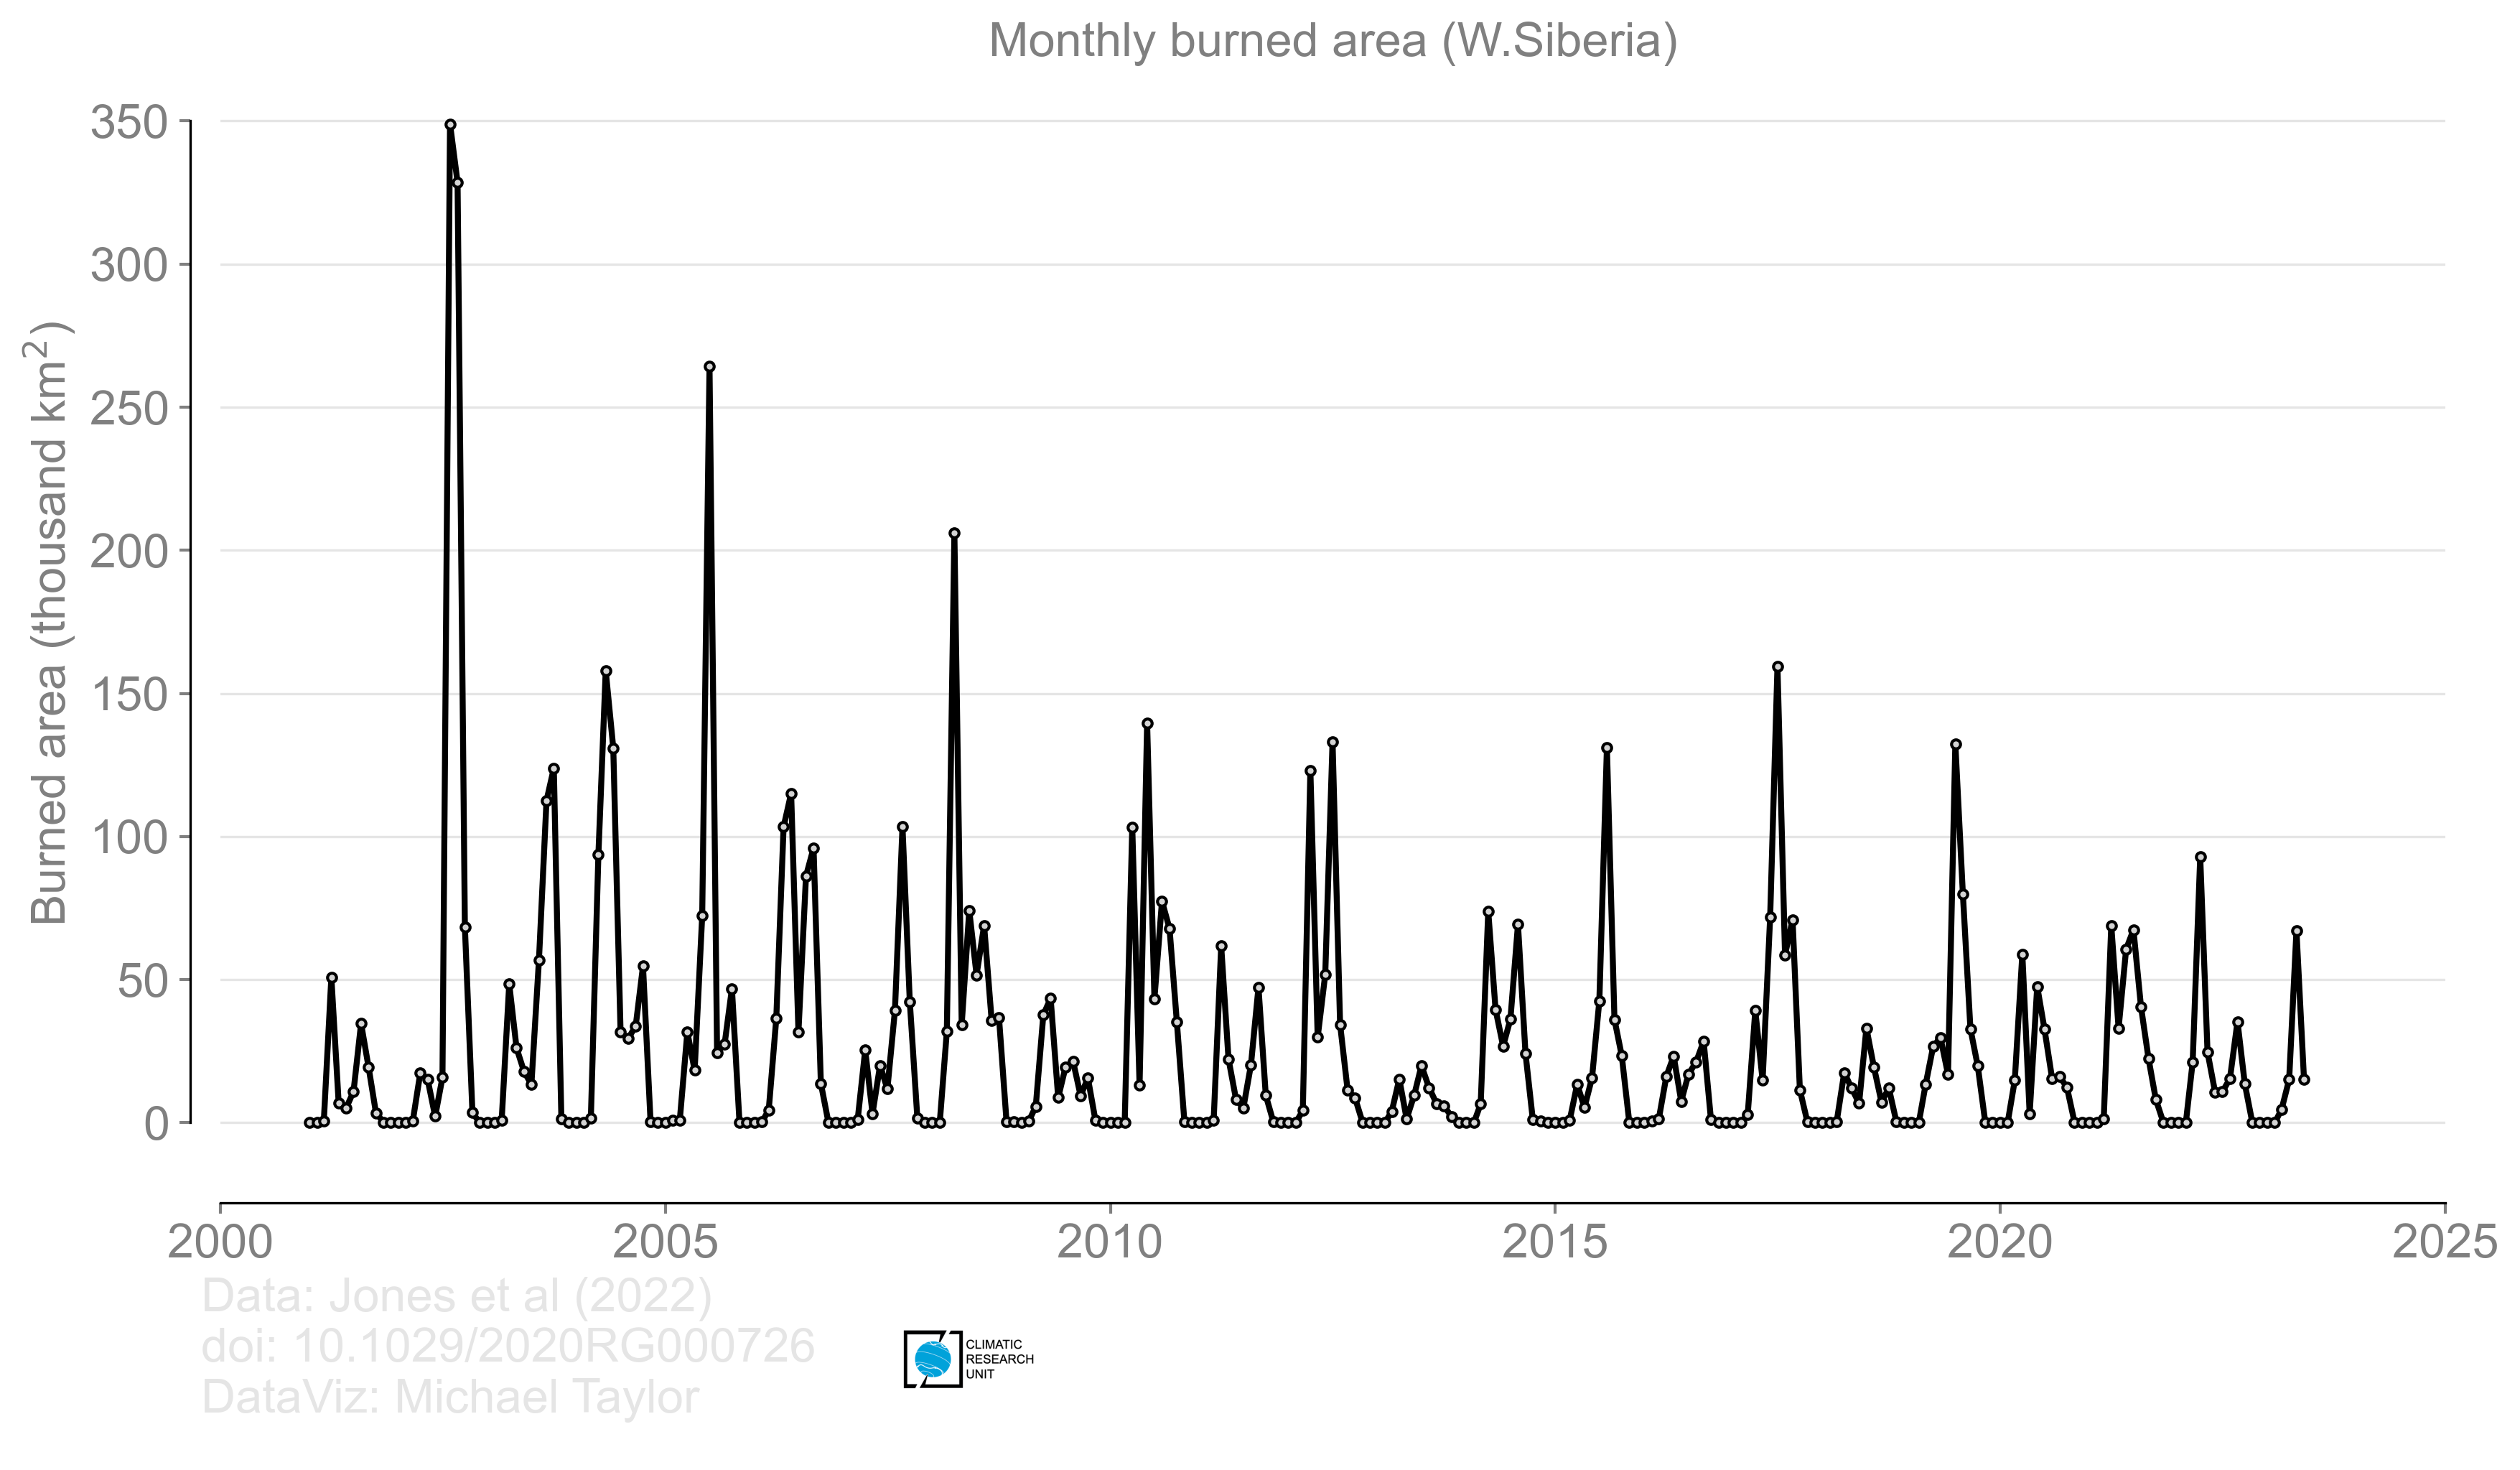 Monthly burned area (W.Siberia)
Burned area (thousand km²)
350
300
250
200
150
100
50
0
2000 2005 2010 2015 2020 2025
Data: Jones et al (2022)
doi: 10.1029/2020RG000726
DataViz: Michael Taylor
CLIMATIC
RESEARCH
UNIT